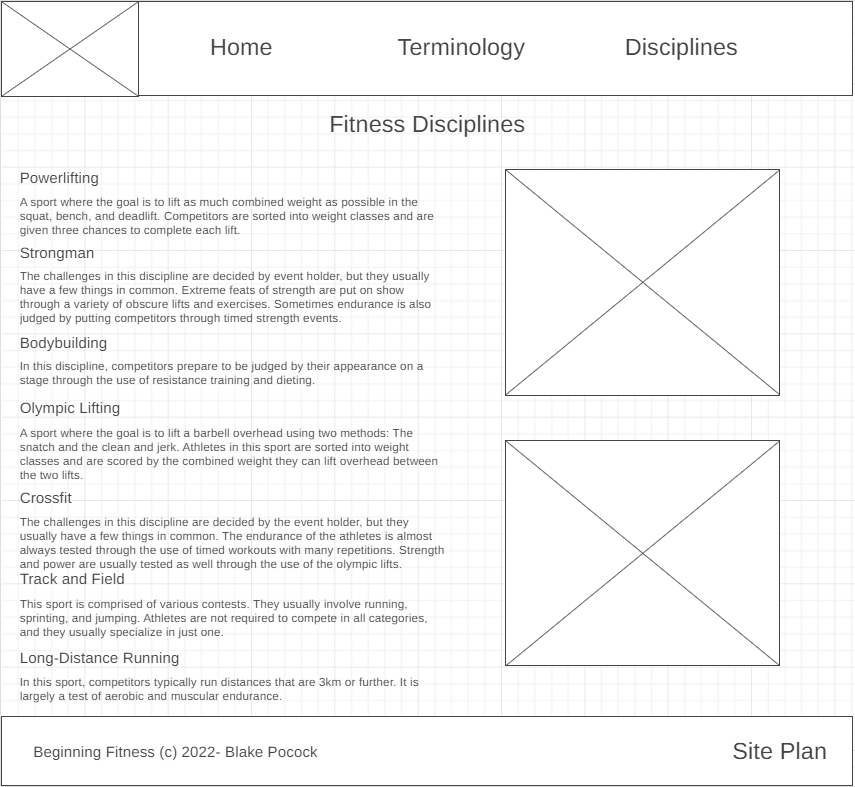 Home Terminology Disciplines
Fitness Disciplines
Powerlifting
A sport where the goal is to lift as much combined weight as possible in the
squat, bench, and deadlift. Competitors are sorted into weight classes and are
given three chances to complete each lift.
Strongman
The challenges in this discipline are decided by event holder, but they usually
have a few things in common. Extreme feats of strength are put on show
through a variety of obscure lifts and exercises. Sometimes endurance is also
judged by putting competitors through timed strength events.
Bodybuilding
In this discipline, competitors prepare to be judged by their appearance on a
stage through the use of resistance training and dieting.
Olympic Lifting
A sport where the goal is to lift a barbell overhead using two methods: The
snatch and the clean and jerk. Athletes in this sport are sorted into weight
classes and are scored by the combined weight they can lift overhead between
the two lifts.
Crossfit
The challenges in this discipline are decided by the event holder, but they
usually have a few things in common. The endurance of the athletes is almost
always tested through the use of timed workouts with many repetitions. Strength
and power are usually tested as well through the use of the olympic lifts.
Track and Field
This sport is comprised of various contests. They usually involve running,
sprinting, and jumping. Athletes are not required to compete in all categories,
and they usually specialize in just one.
Long-Distance Running
In this sport, competitors typically run distances that are 3km or further. It is
largely a test of aerobic and muscular endurance.
Beginning Fitness (c) 2022- Blake Pocock
Site Plan